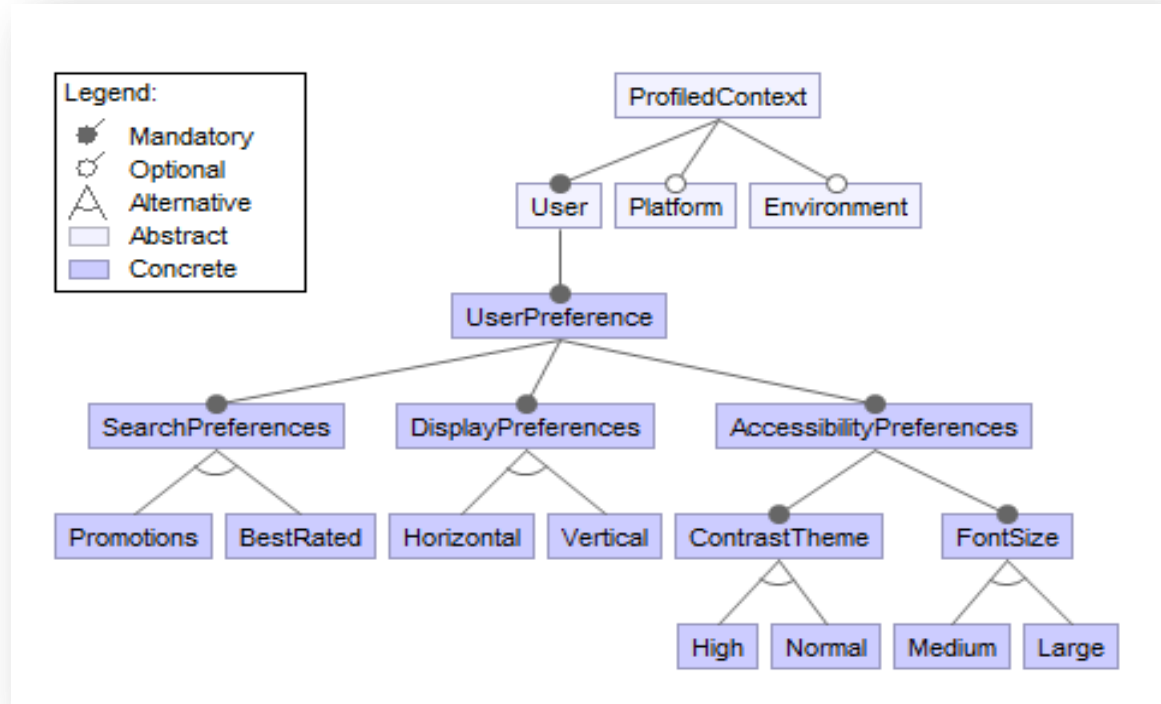 Legend:
Mandatory
Optional
Alternative
Abstract
Concrete
ProfiledContext
User
Platform
Environment
UserPreference
SearchPreferences
DisplayPreferences
AccessibilityPreferences
Promotions
BestRated
Horizontal
Vertical
ContrastTheme
FontSize
High
Normal
Medium
Large